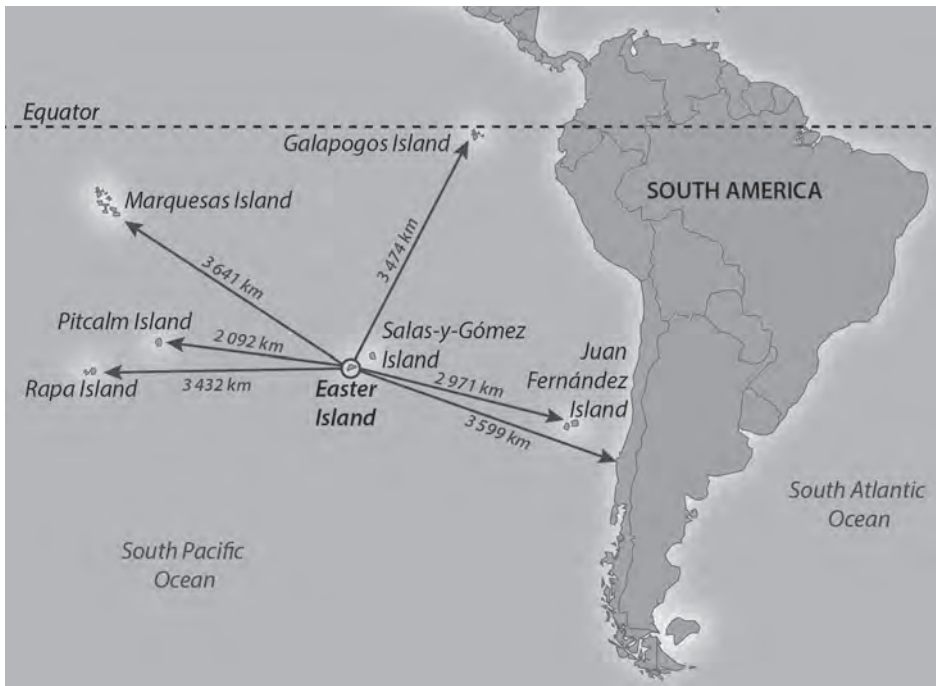 Equator
Galapogos Island
Marquesas Island
SOUTH AMERICA
3 641 km
3 474 km
Pitcalm Island
2 092 km
Salas-y-Gómez
Island
Juan
Fernández
Island
Rapa Island
3 432 km
Easter
Island
2 971 km
3 599 km
South Atlantic
Ocean
South Pacific
Ocean